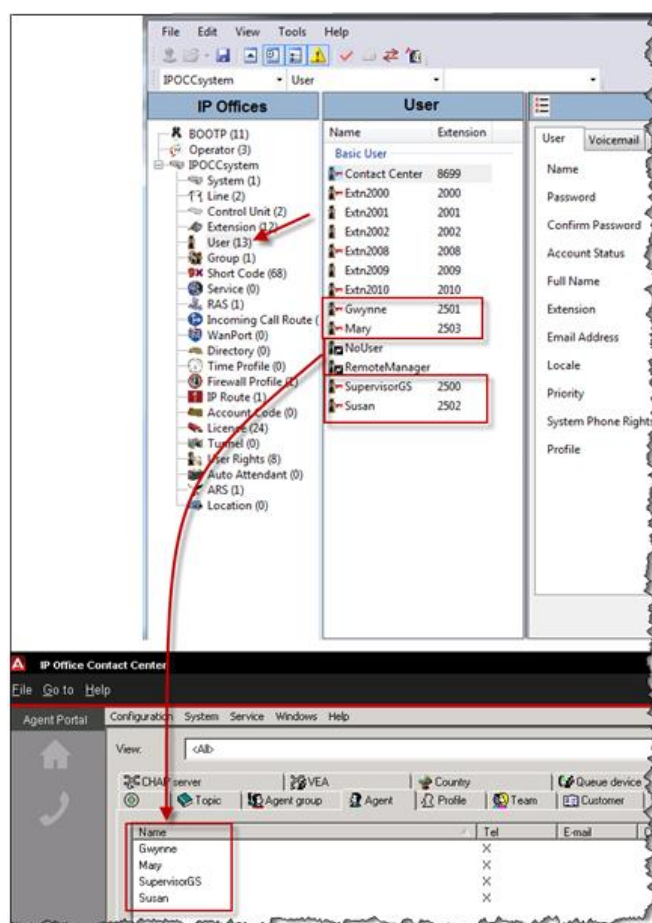 File Edit View Tools Help
IPOCCsystem User
IP Offices
BOOTP (11)
Operator (3)
IPOCCsystem
System (1)
Line (2)
Control Unit (2)
Extension (12)
User (13)
Group (1)
Short Code (68)
Service (0)
RAS (1)
Incoming Call Route (
WanPort (0)
Directory (0)
Time Profile (0)
Firewall Profile (1)
IP Route (1)
Account Code (0)
Licence (24)
Tunnel (0)
User Rights (8)
Auto Attendant (0)
ARS (1)
Location (0)
User
Name Extension
Basic User
Contact Center 8699
Extn2000 2000
Extn2001 2001
Extn2002 2002
Extn2008 2008
Extn2009 2009
Extn2010 2010
Gwynne 2501
Mary 2503
NoUser
RemoteManager
SupervisorGS 2500
Susan 2502
User Voicemail
Name
Password
Confirm Password
Account Status
Full Name
Extension
Email Address
Locale
Priority
System Phone Rights
Profile
IP Office Contact Center
File Go to Help
Agent Portal
Configuration System Service Windows Help
View: <All>
CHAP server VEA Country Queue device
Topic Agent group Agent Profile Team Customer
Name Tel E-mail
Gwynne X
Mary X
SupervisorGS X
Susan X